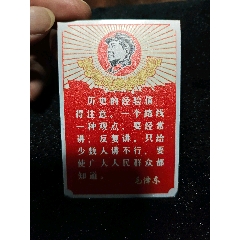 历史的经验值
得注意,一个路线
一种观点,要经常
讲,反复讲,只给
少数人讲不行,要
使广大人民群众都
知道。
毛泽东